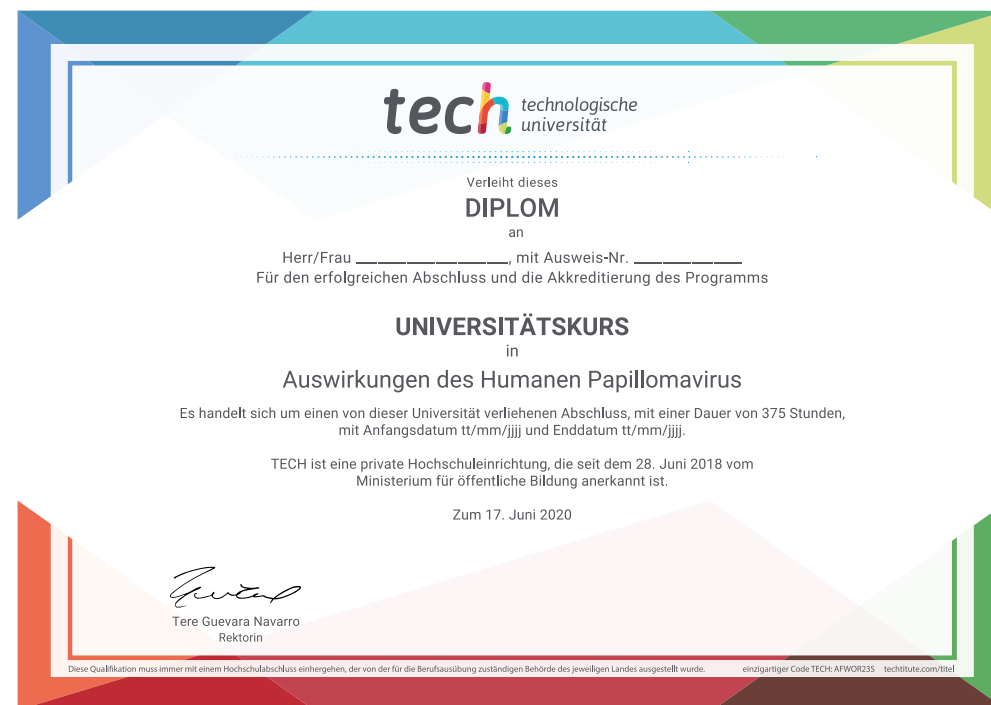 tech technologische
universität
Verleiht dieses
DIPLOM
an
Herr/Frau ________________, mit Ausweis-Nr. ____________
Für den erfolgreichen Abschluss und die Akkreditierung des Programms
UNIVERSITÄTSKURS
in
Auswirkungen des Humanen Papillomavirus
Es handelt sich um einen von dieser Universität verliehenen Abschluss, mit einer Dauer von 375 Stunden,
mit Anfangsdatum tt/mm/jjjj und Enddatum tt/mm/jjjj.
TECH ist eine private Hochschuleinrichtung, die seit dem 28. Juni 2018 vom
Ministerium für öffentliche Bildung anerkannt ist.
Zum 17. Juni 2020
Tere Guevara Navarro
Rektorin
Diese Qualifikation muss immer mit einem Hochschulabschluss einhergehen, der von der für die Berufsausübung zuständigen Behörde des jeweiligen Landes ausgestellt wurde. einzigartiger Code TECH: AFWOR23S techtitute.com/titel